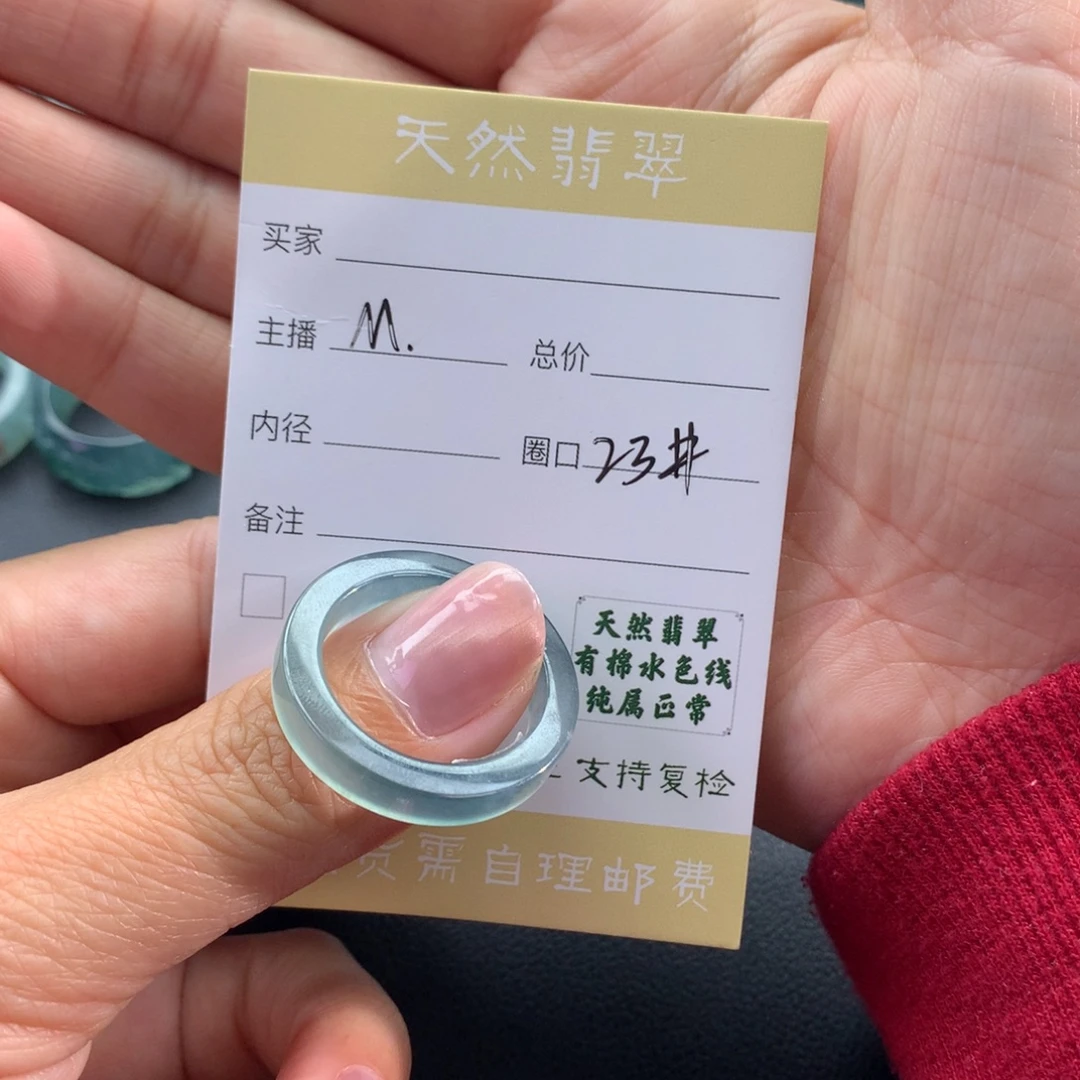 天然翡翠
买家
主播 M. 总价
内径 圈口 23#
备注
天然翡翠
有棉水色线
纯属正常
支持复检
货需自理邮费